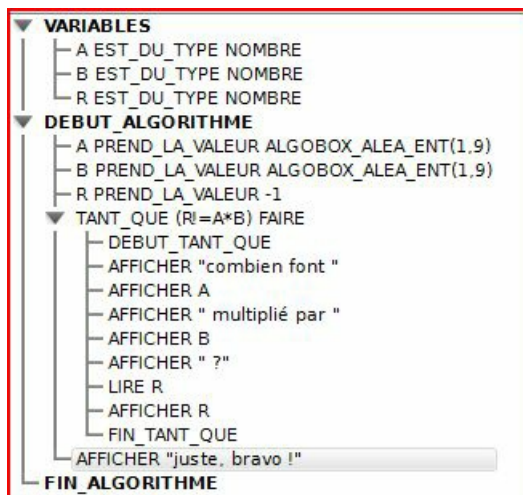 VARIABLES
A EST_DU_TYPE NOMBRE
B EST_DU_TYPE NOMBRE
R EST_DU_TYPE NOMBRE
DEBUT_ALGORITHME
A PREND_LA_VALEUR ALGOBOX_ALEA_ENT(1,9)
B PREND_LA_VALEUR ALGOBOX_ALEA_ENT(1,9)
R PREND_LA_VALEUR -1
TANT_QUE (R!=A*B) FAIRE
DEBUT_TANT_QUE
AFFICHER "combien font "
AFFICHER A
AFFICHER " multiplié par "
AFFICHER B
AFFICHER " ?"
LIRE R
AFFICHER R
FIN_TANT_QUE
AFFICHER "juste, bravo !"
FIN_ALGORITHME